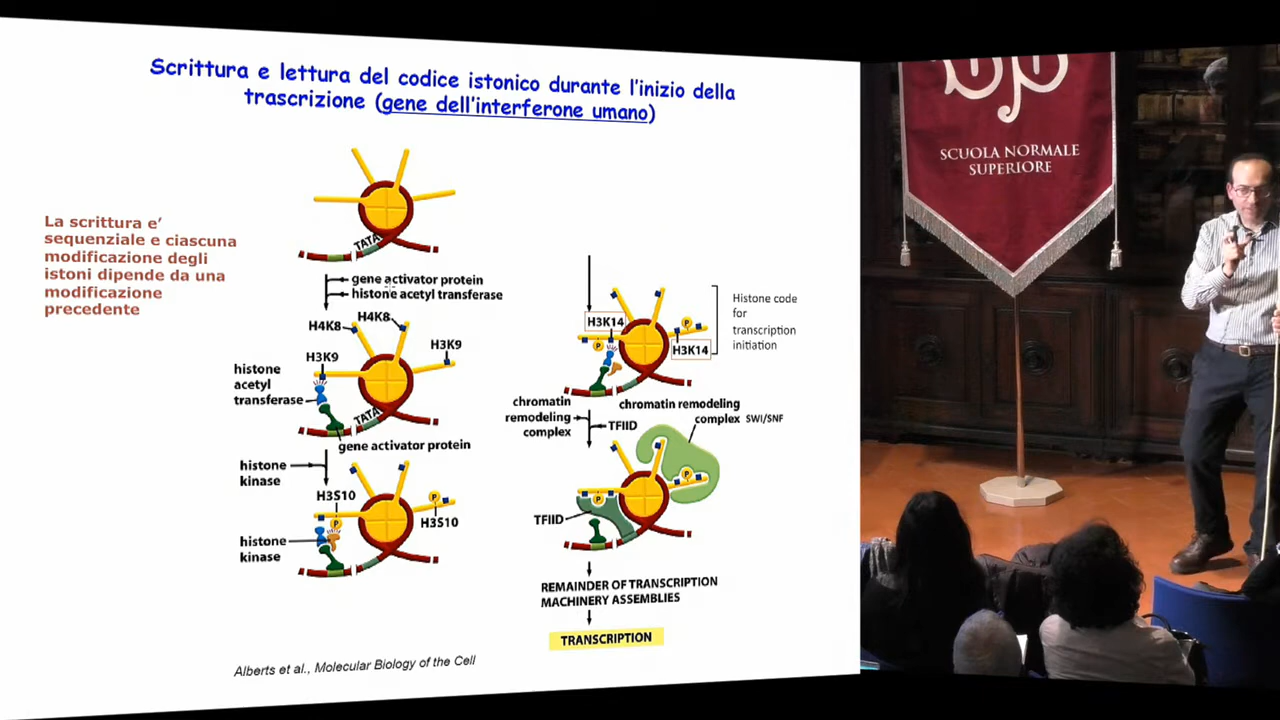 Scrittura e lettura del codice istonico durante l'inizio della
trascrizione (gene dell'interferone umano)
La scrittura e'
sequenziale e ciascuna
modificazione degli
istoni dipende da una
modificazione
precedente
TATA
gene activator protein
histone acetyl transferase
H4K8
H4K8
H3K9
H3K9
histone
acetyl
transferase
TATA
gene activator protein
histone
kinase
H3S10
P
P
H3S10
histone
kinase
H3K14
P
P
H3K14
Histone code
for
transcription
initiation
chromatin
remodeling
complex
TFIID
chromatin remodeling
complex SWI/SNF
P
P
TFIID
REMAINDER OF TRANSCRIPTION
MACHINERY ASSEMBLIES
TRANSCRIPTION
Alberts et al., Molecular Biology of the Cell
SCUOLA NORMALE
SUPERIORE